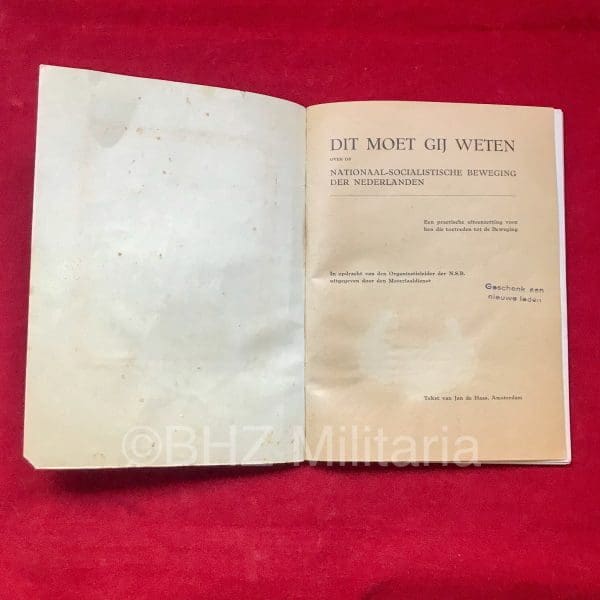 DIT MOET GIJ WETEN
OVER DE
NATIONAAL-SOCIALISTISCHE BEWEGING
DER NEDERLANDEN
Een practische uiteenzetting voor
hen die toetreden tot de Beweging
In opdracht van den Organisatieleider der N.S.B.
uitgegeven door den Materiaaldienst
Geschenk aan
nieuwe leden
Tekst van Jan de Haas, Amsterdam
©BHZ Militaria